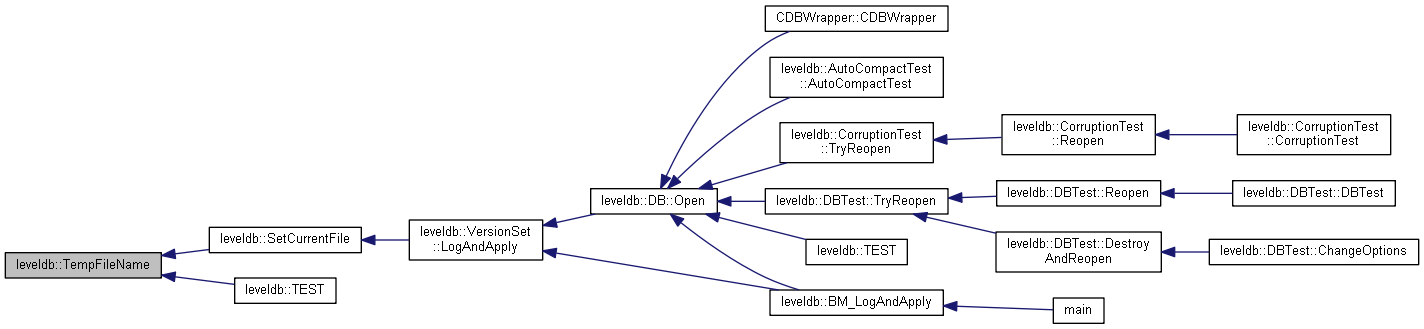 CDBWrapper::CDBWrapper
leveldb::AutoCompactTest
::AutoCompactTest
leveldb::CorruptionTest
::TryReopen
leveldb::CorruptionTest
::Reopen
leveldb::CorruptionTest
::CorruptionTest
leveldb::DB::Open
leveldb::DBTest::TryReopen
leveldb::DBTest::Reopen
leveldb::DBTest::DBTest
leveldb::TempFileName
leveldb::SetCurrentFile
leveldb::TEST
leveldb::VersionSet
::LogAndApply
leveldb::TEST
leveldb::DBTest::Destroy
AndReopen
leveldb::DBTest::ChangeOptions
leveldb::BM_LogAndApply
main